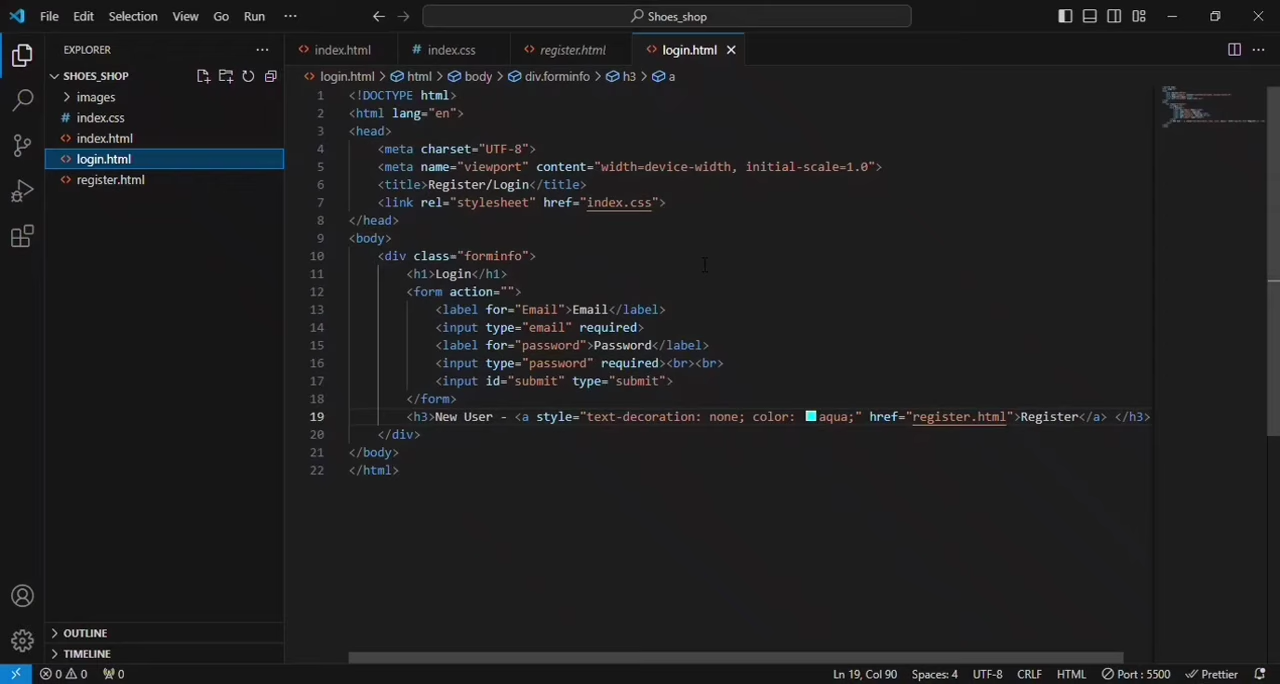 File Edit Selection View Go Run ··· Shoes_shop
EXPLORER ···
index.html
# index.css
register.html
login.html
SHOES_SHOP
images
# index.css
index.html
login.html
register.html
login.html > html > body > div.forminfo > h3 > a
1 <!DOCTYPE html>
2 <html lang="en">
3 <head>
4 <meta charset="UTF-8">
5 <meta name="viewport" content="width=device-width, initial-scale=1.0">
6 <title>Register/Login</title>
7 <link rel="stylesheet" href="index.css">
8 </head>
9 <body>
10 <div class="forminfo">
11 <h1>Login</h1>
12 <form action="">
13 <label for="Email">Email</label>
14 <input type="email" required>
15 <label for="password">Password</label>
16 <input type="password" required><br><br>
17 <input id="submit" type="submit">
18 </form>
19 <h3>New User - <a style="text-decoration: none; color: aqua;" href="register.html">Register</a> </h3>
20 </div>
21 </body>
22 </html>
OUTLINE
TIMELINE
0 0 0 Ln 19, Col 90 Spaces: 4 UTF-8 CRLF HTML Port : 5500 Prettier